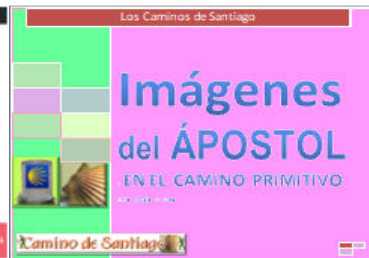 Los Caminos de Santiago
Imágenes
del ÁPOSTOL
EN EL CAMINO PRIMITIVO
Camino de Santiago